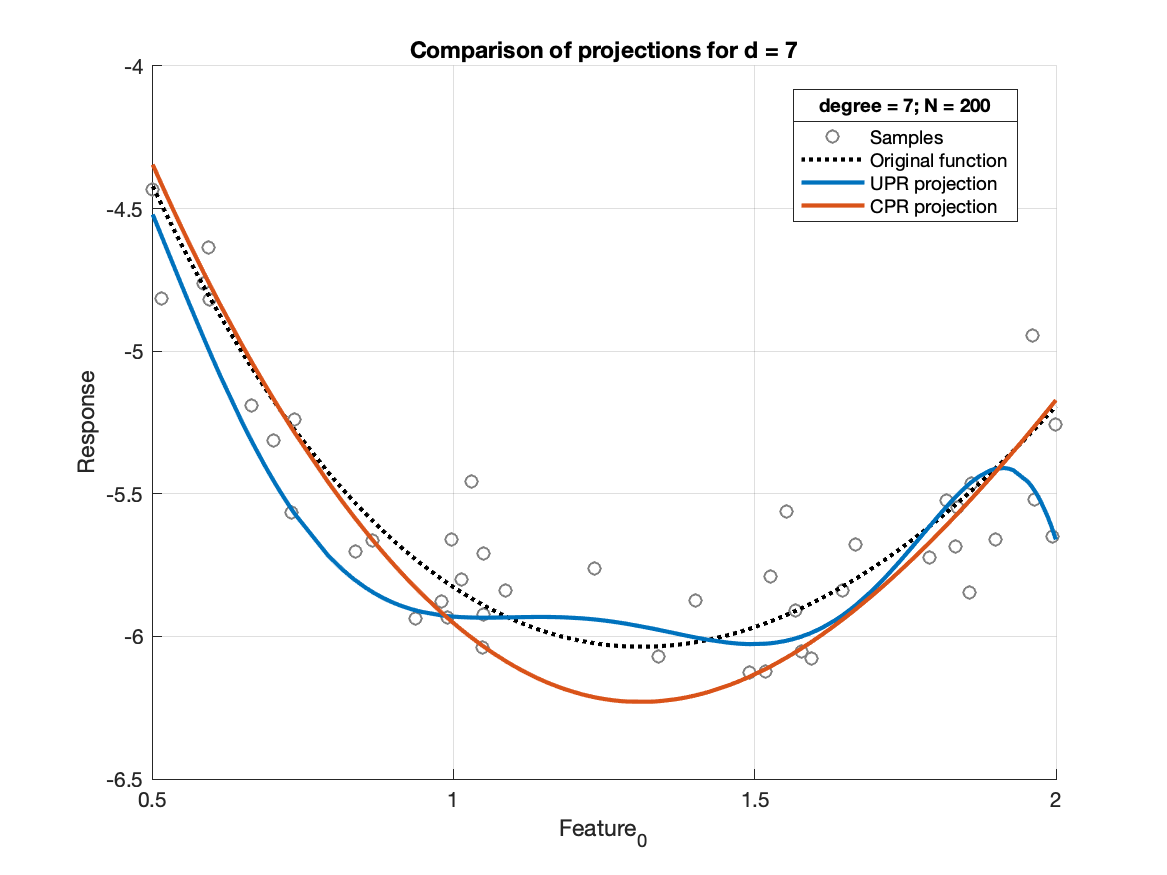 Comparison of projections for d = 7
degree = 7; N = 200
Samples
Original function
UPR projection
CPR projection
-4
-4.5
-5
-5.5
-6
-6.5
Response
0.5
1
1.5
2
Feature0